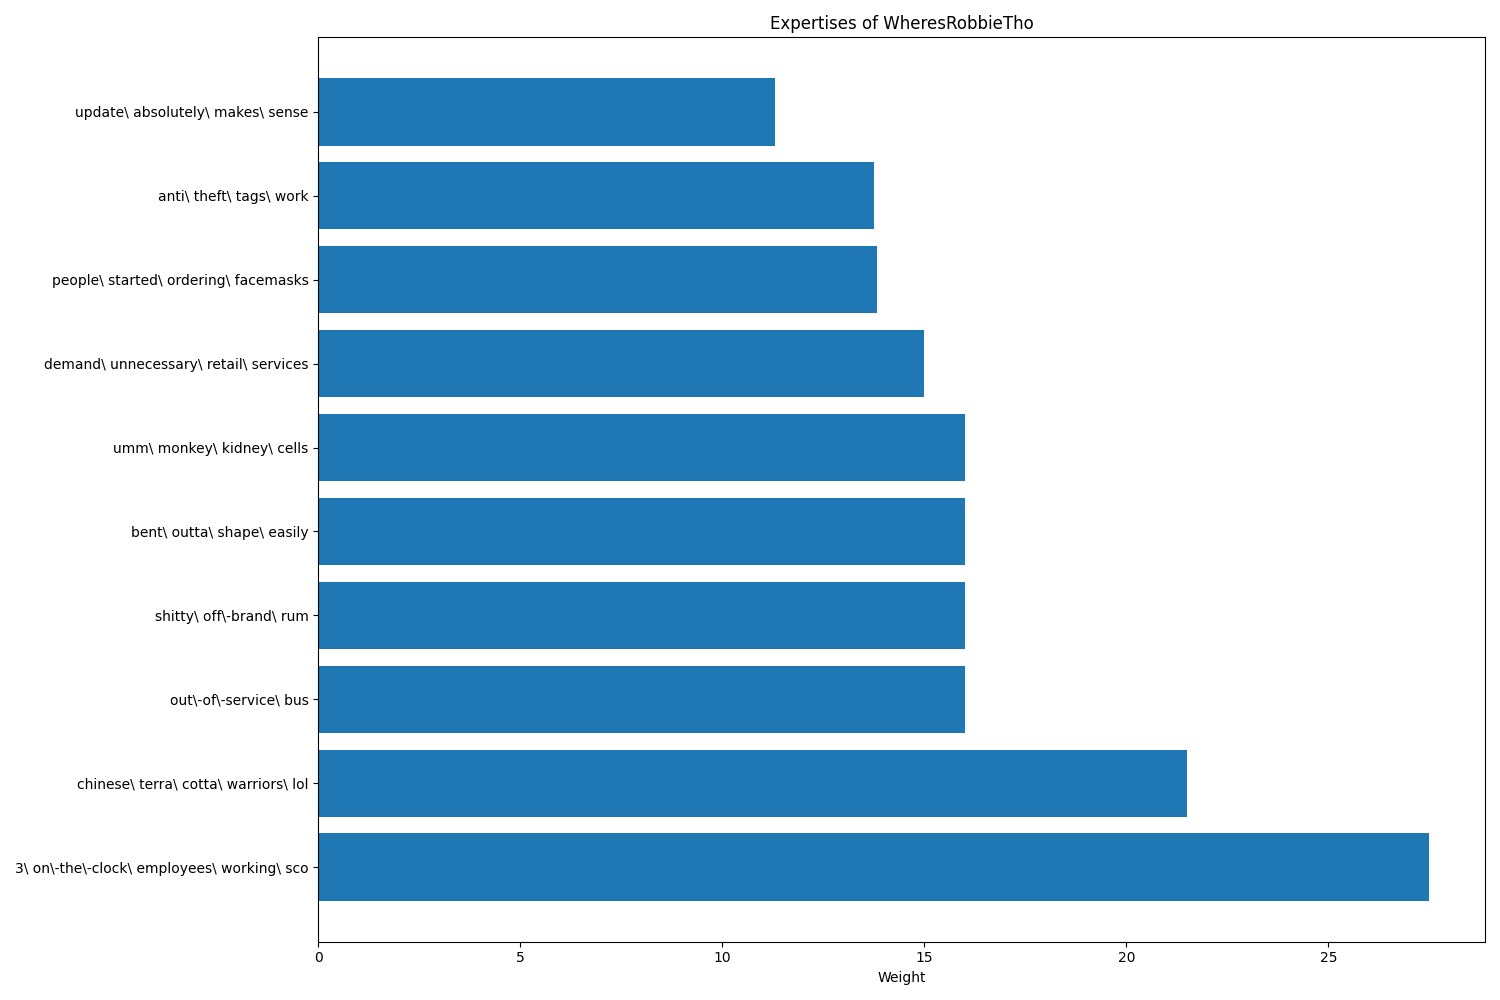 Expertises of WheresRobbieTho
update\ absolutely\ makes\ sense
anti\ theft\ tags\ work
people\ started\ ordering\ facemasks
demand\ unnecessary\ retail\ services
umm\ monkey\ kidney\ cells
bent\ outta\ shape\ easily
shitty\ off\-brand\ rum
out\-of\-service\ bus
chinese\ terra\ cotta\ warriors\ lol
3\ on\-the\-clock\ employees\ working\ sco
0 5 10 15 20 25
Weight